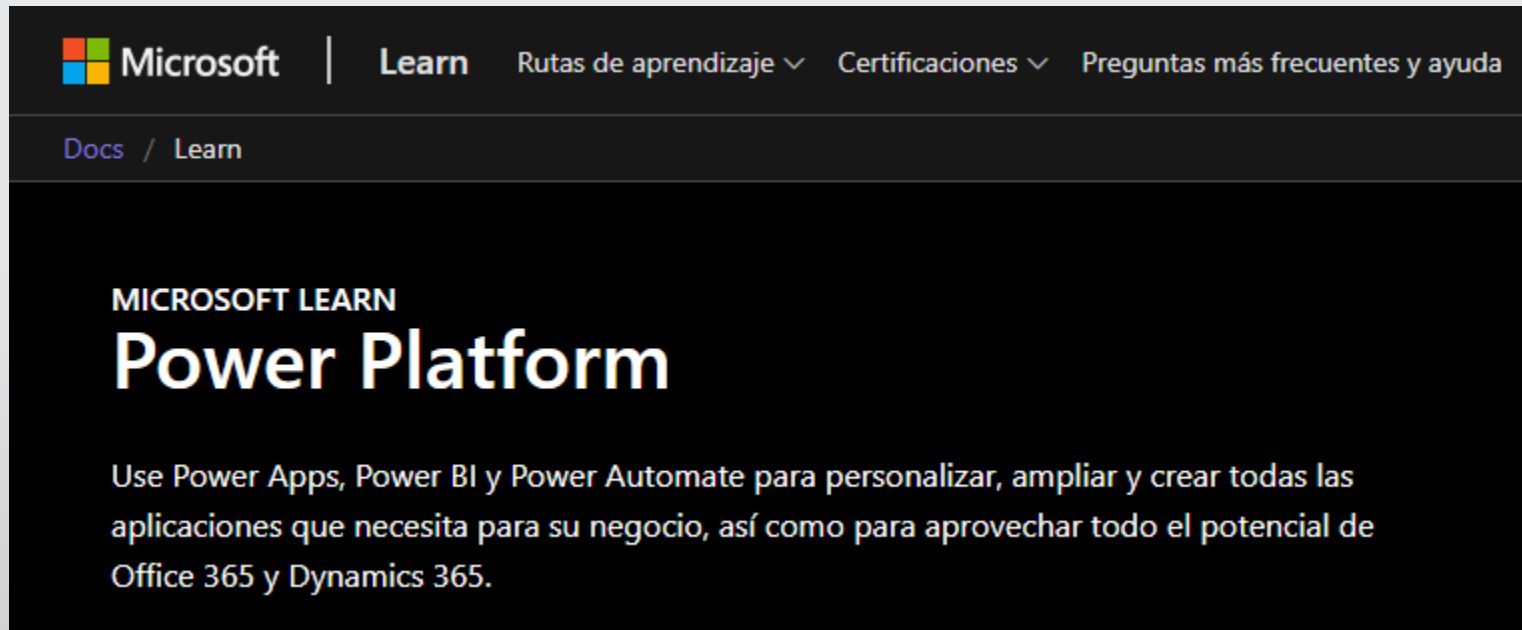 Microsoft | Learn Rutas de aprendizaje Certificaciones Preguntas más frecuentes y ayuda
Docs / Learn
MICROSOFT LEARN
Power Platform
Use Power Apps, Power BI y Power Automate para personalizar, ampliar y crear todas las
aplicaciones que necesita para su negocio, así como para aprovechar todo el potencial de
Office 365 y Dynamics 365.